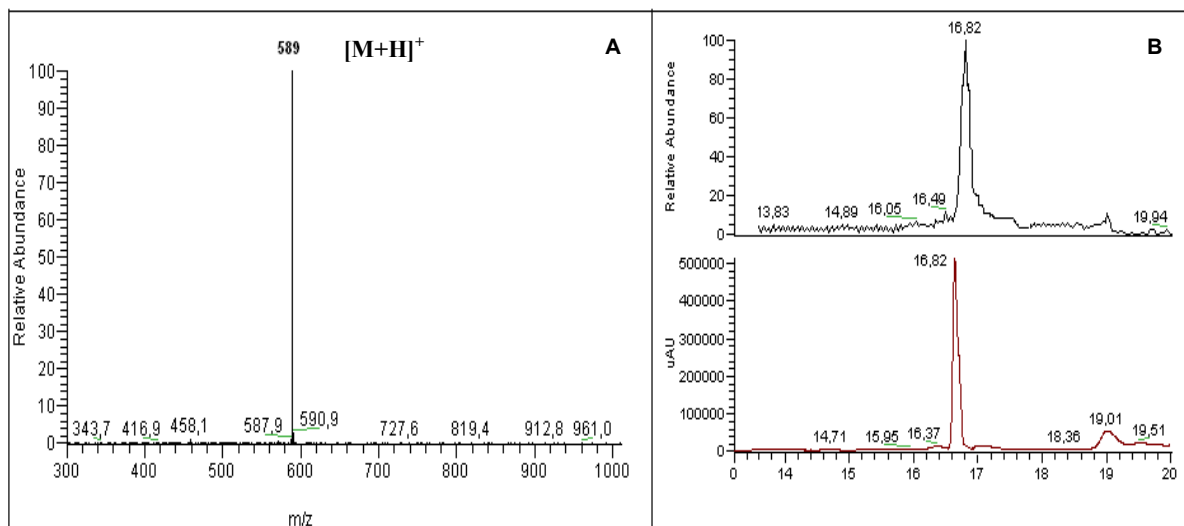 589 [M+H]+ A
Relative Abundance
100
90
80
70
60
50
40
30
20
10
0
343,7 416,9 458,1 587,9 590,9 727,6 819,4 912,8 961,0
300 400 500 600 700 800 900 1000
m/z
B
16,82
Relative Abundance
100
80
60
40
20
0
13,83 14,89 16,05 16,49 19,94
16,82
uAU
500000
400000
300000
200000
100000
0
14,71 15,95 16,37 18,36 19,01 19,51
0 14 15 16 17 18 19 20